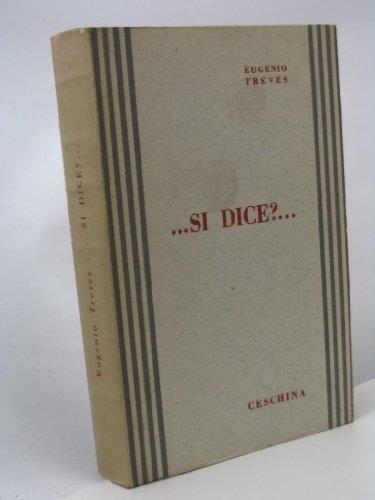 EUGENIO
TREVES
...SI DICE?...
CESCHINA
Eugenio Treves . ...SI DICE?...